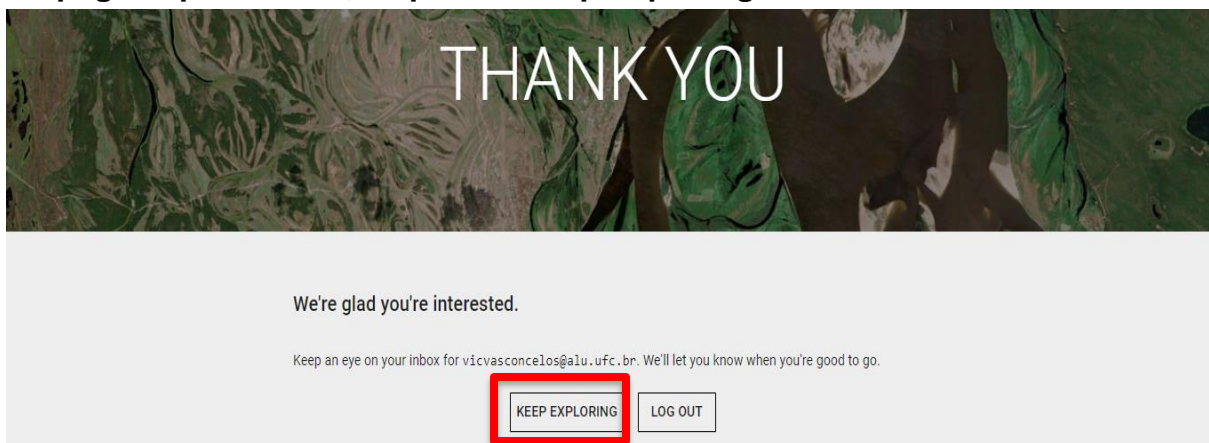 THANK YOU
We're glad you're interested.
Keep an eye on your inbox for vicvasconcelos@alu.ufc.br. We'll let you know when you're good to go.
KEEP EXPLORING
LOG OUT